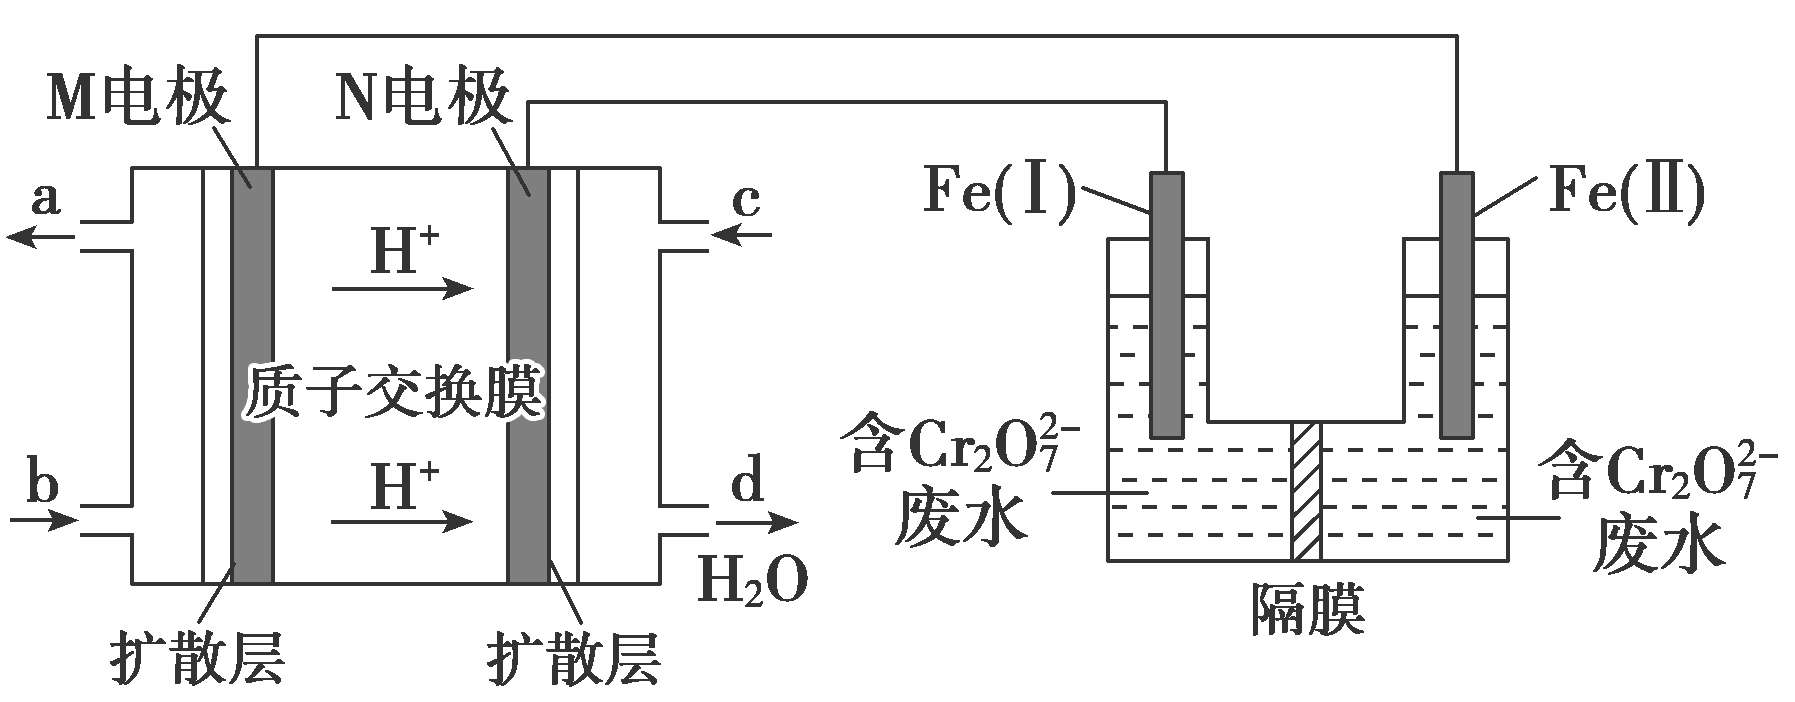 M电极
N电极
a
c
H⁺
质子交换膜
b
H⁺
d
H₂O
扩散层
扩散层
Fe(Ⅰ)
Fe(Ⅱ)
含Cr₂O₇²⁻
废水
含Cr₂O₇²⁻
废水
隔膜